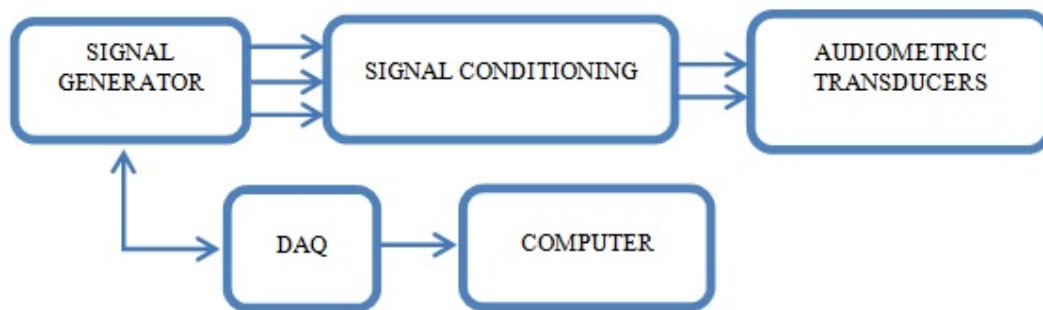 SIGNAL
GENERATOR
SIGNAL CONDITIONING
AUDIOMETRIC
TRANSDUCERS
DAQ
COMPUTER